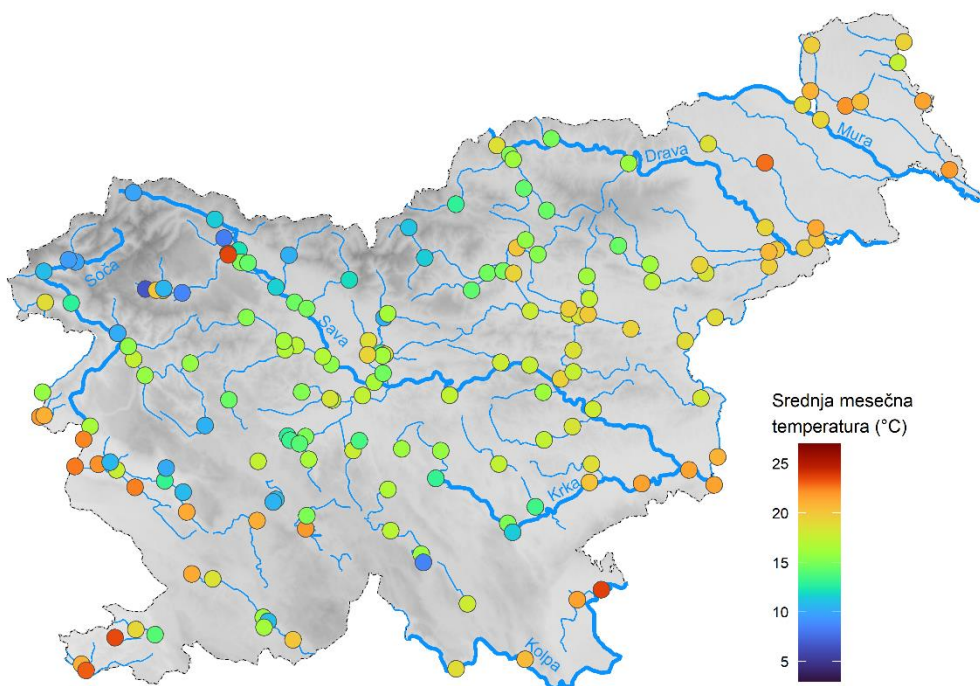 Mura
Drava
Soča
Sava
Krka
Kolpa
Srednja mesečna
temperatura (°C)
25
20
15
10
5